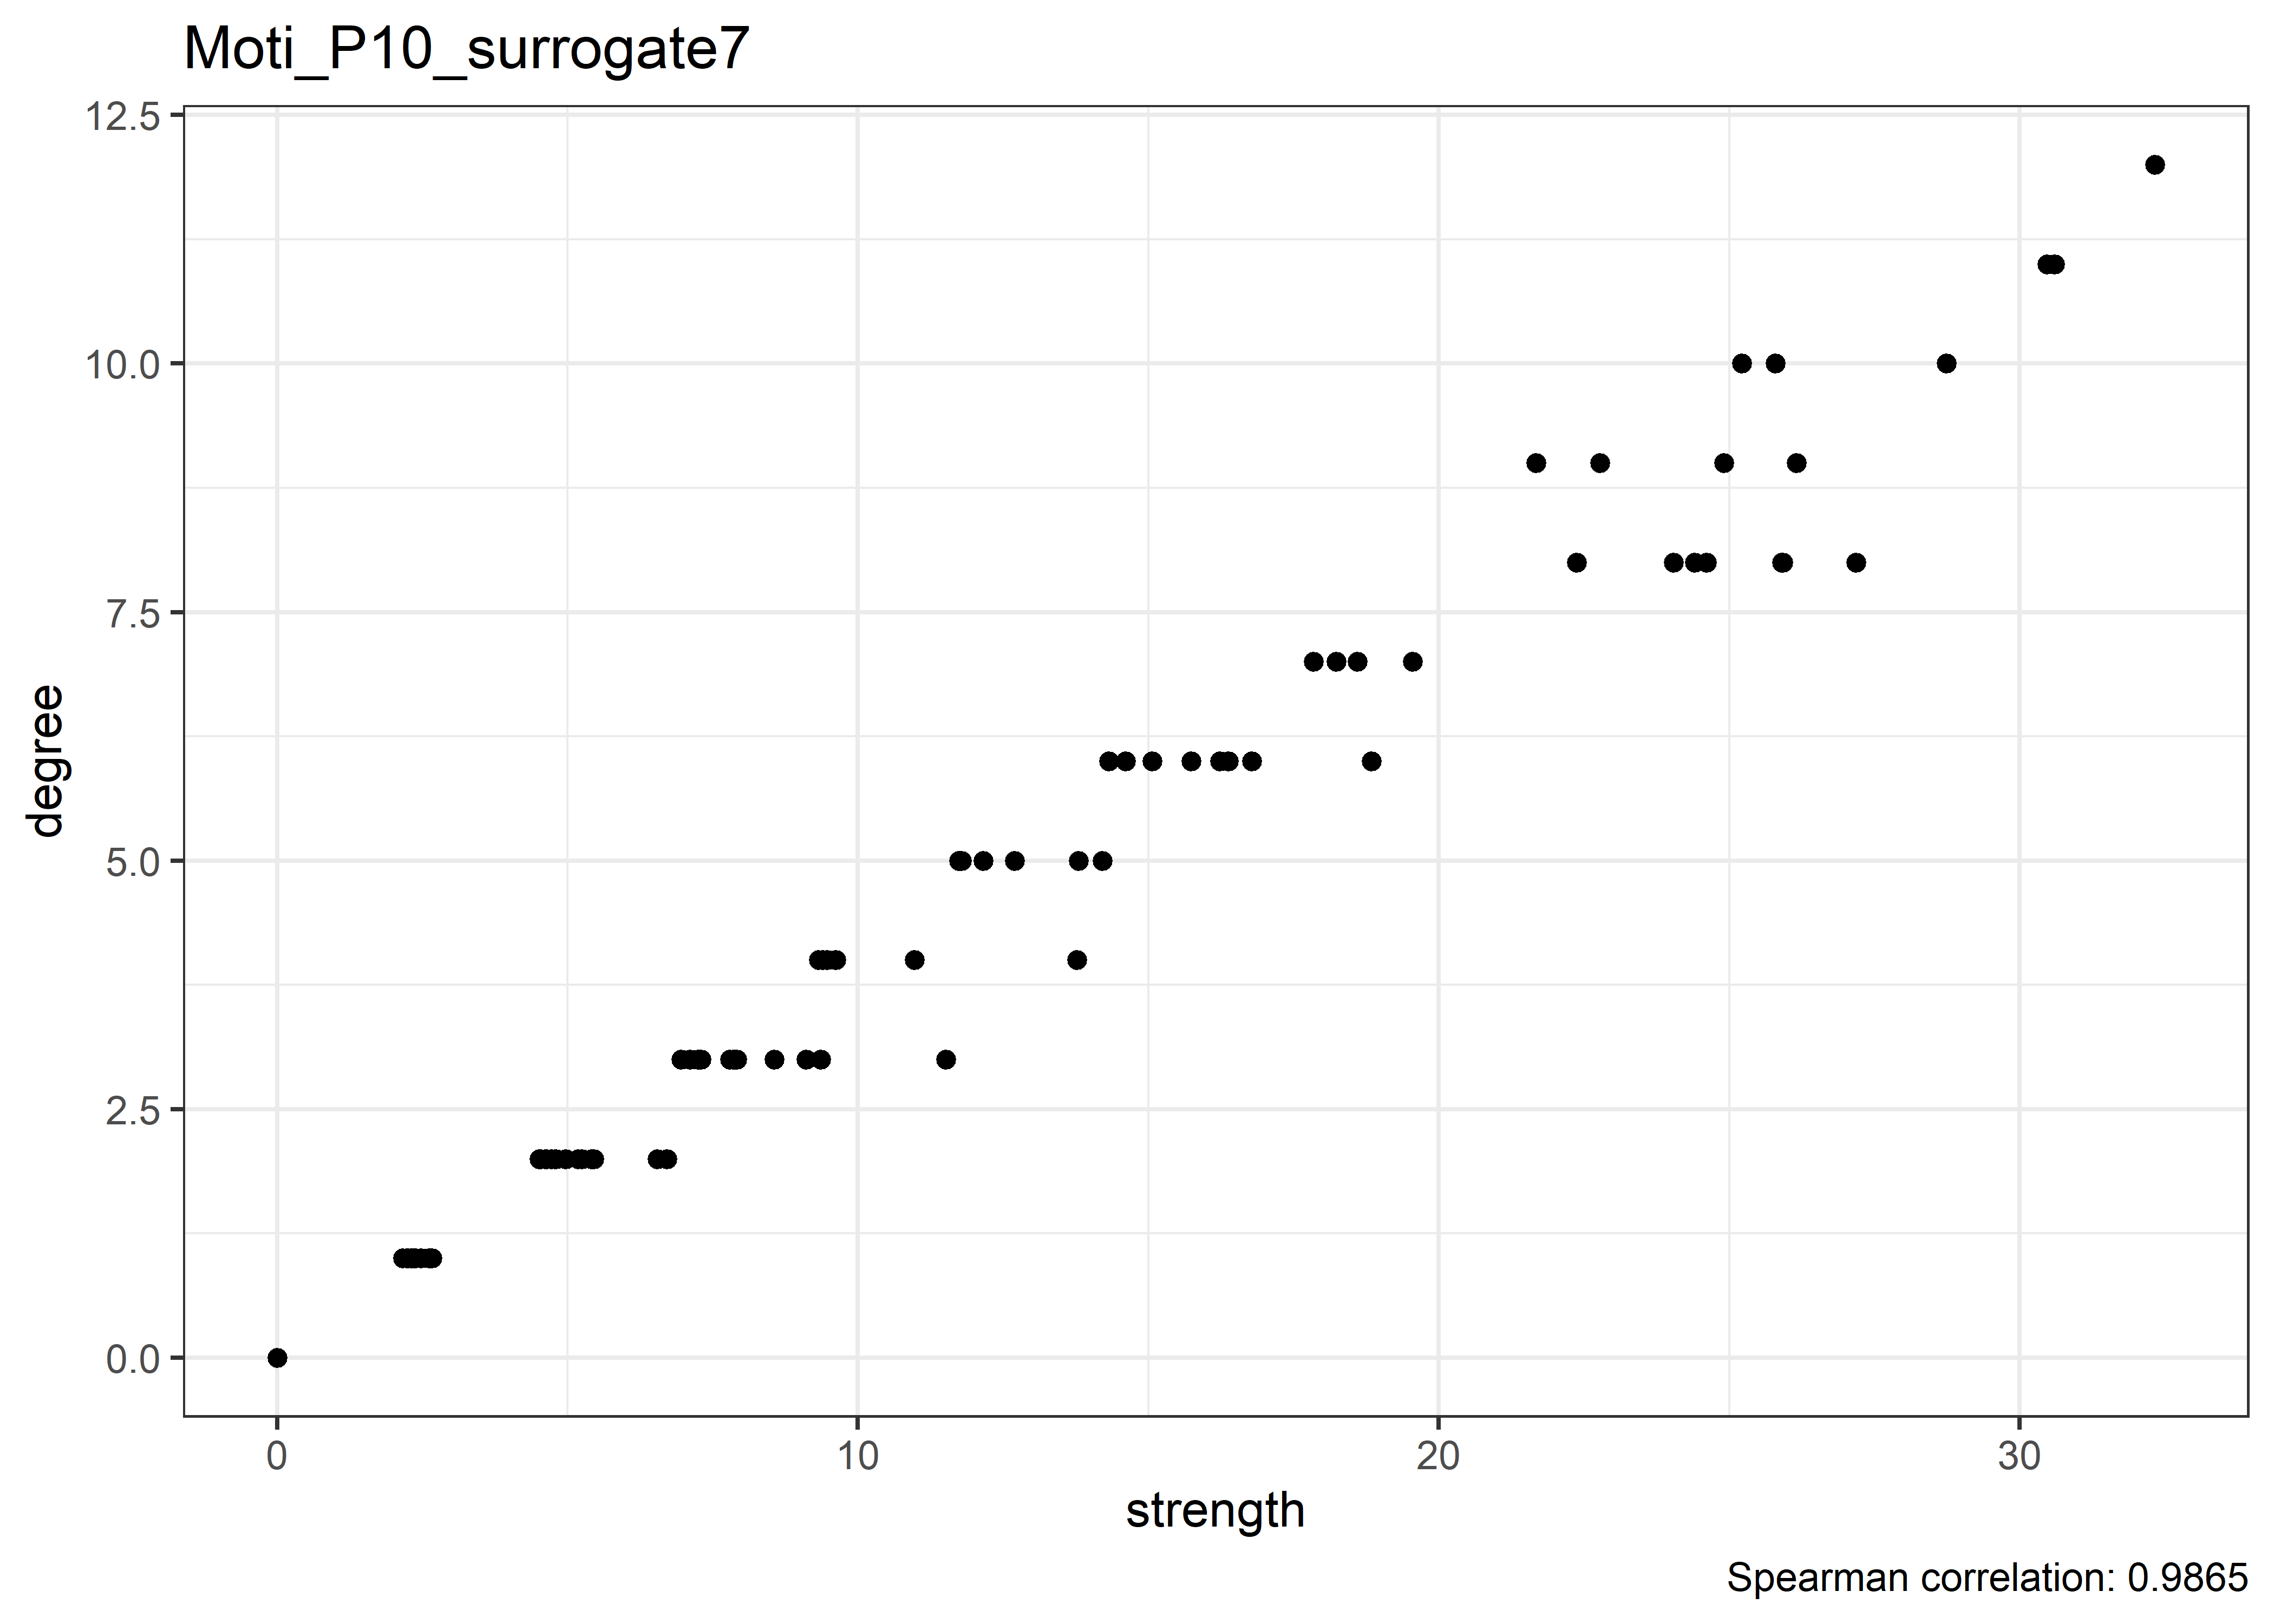 Moti_P10_surrogate7
12.5
10.0
7.5
5.0
2.5
0.0
degree
0 10 20 30
strength
Spearman correlation: 0.9865